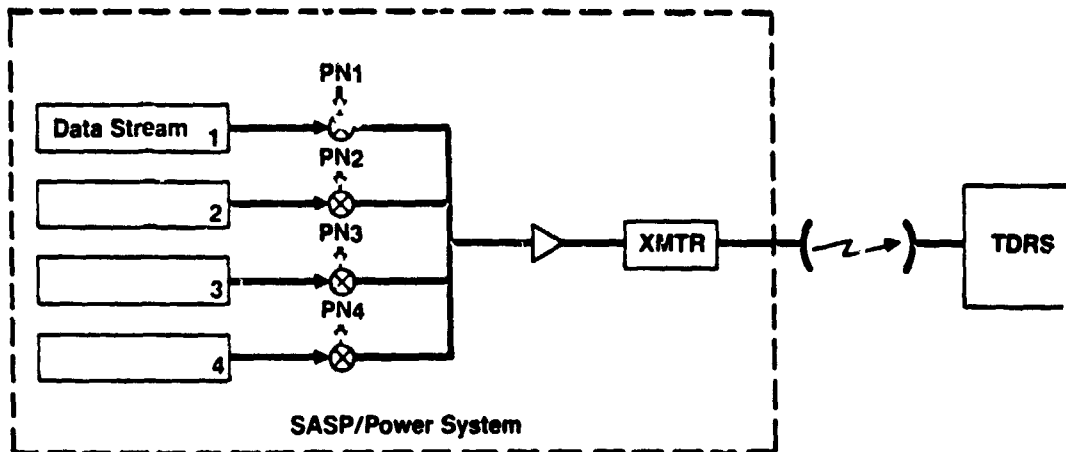 PN1
Data Stream 1
PN2
2
PN3
3
PN4
4
XMTR
TDRS
SASP/Power System